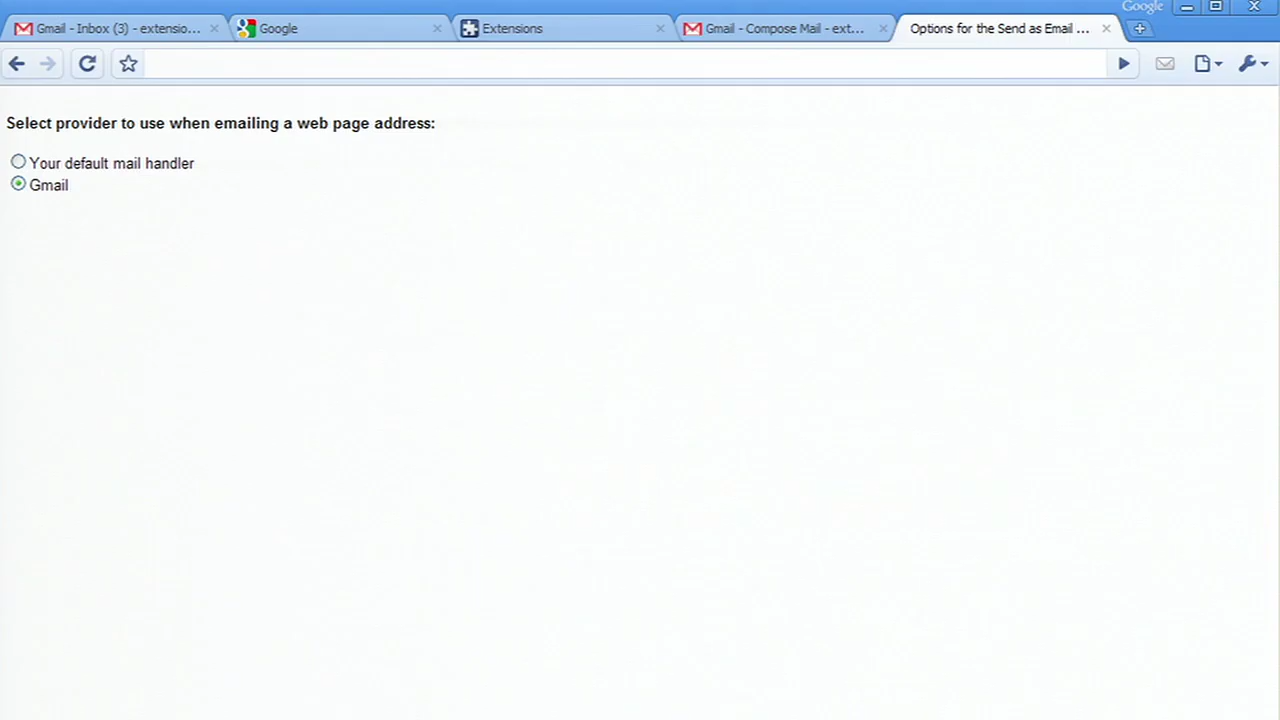 Google
Gmail - Inbox (3) - extensio...
Google
Extensions
Gmail - Compose Mail - ext...
Options for the Send as Email ...
Select provider to use when emailing a web page address:
Your default mail handler
Gmail